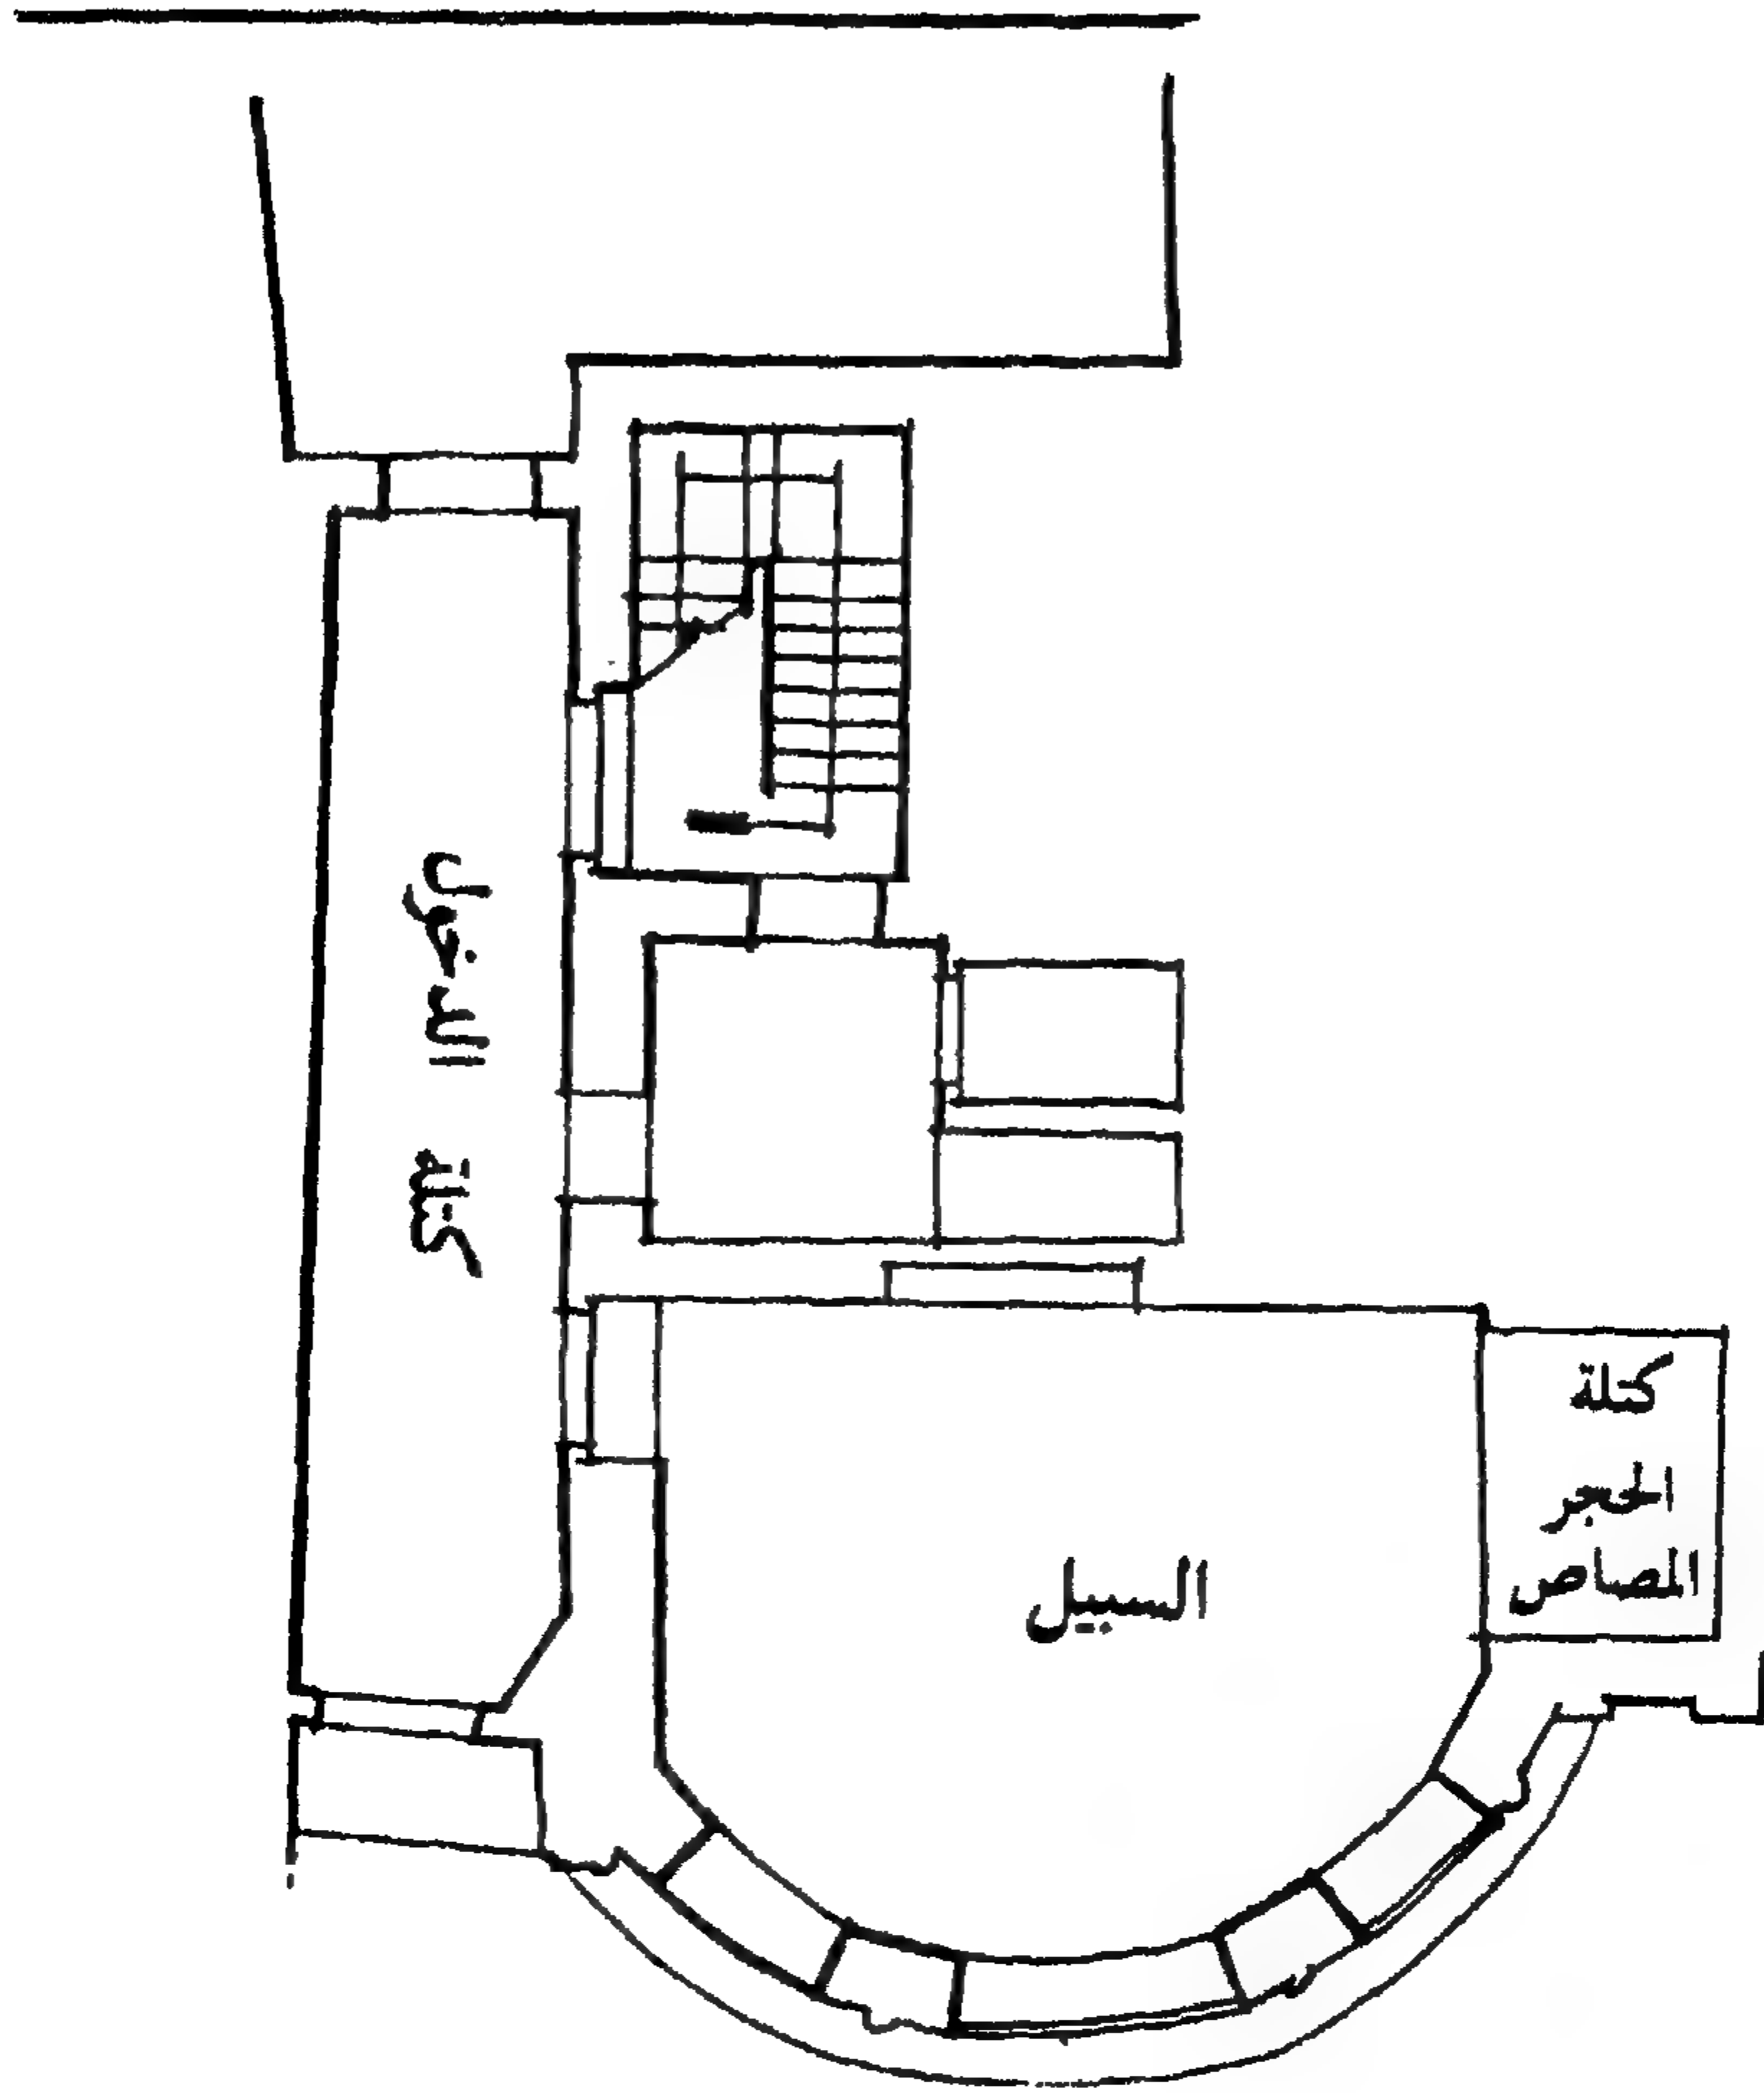 كتلة الدخول
السبيل
كتلة
الحجر
المصاص